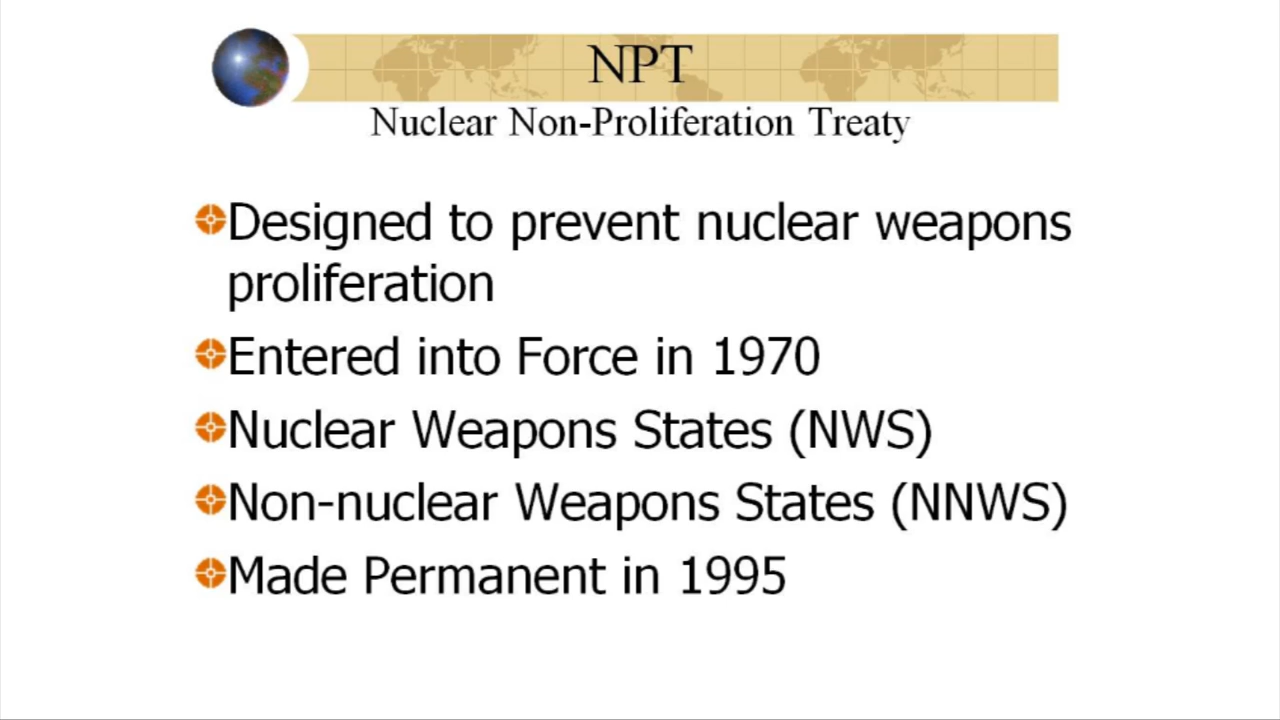 NPT
Nuclear Non-Proliferation Treaty
Designed to prevent nuclear weapons
proliferation
Entered into Force in 1970
Nuclear Weapons States (NWS)
Non-nuclear Weapons States (NNWS)
Made Permanent in 1995